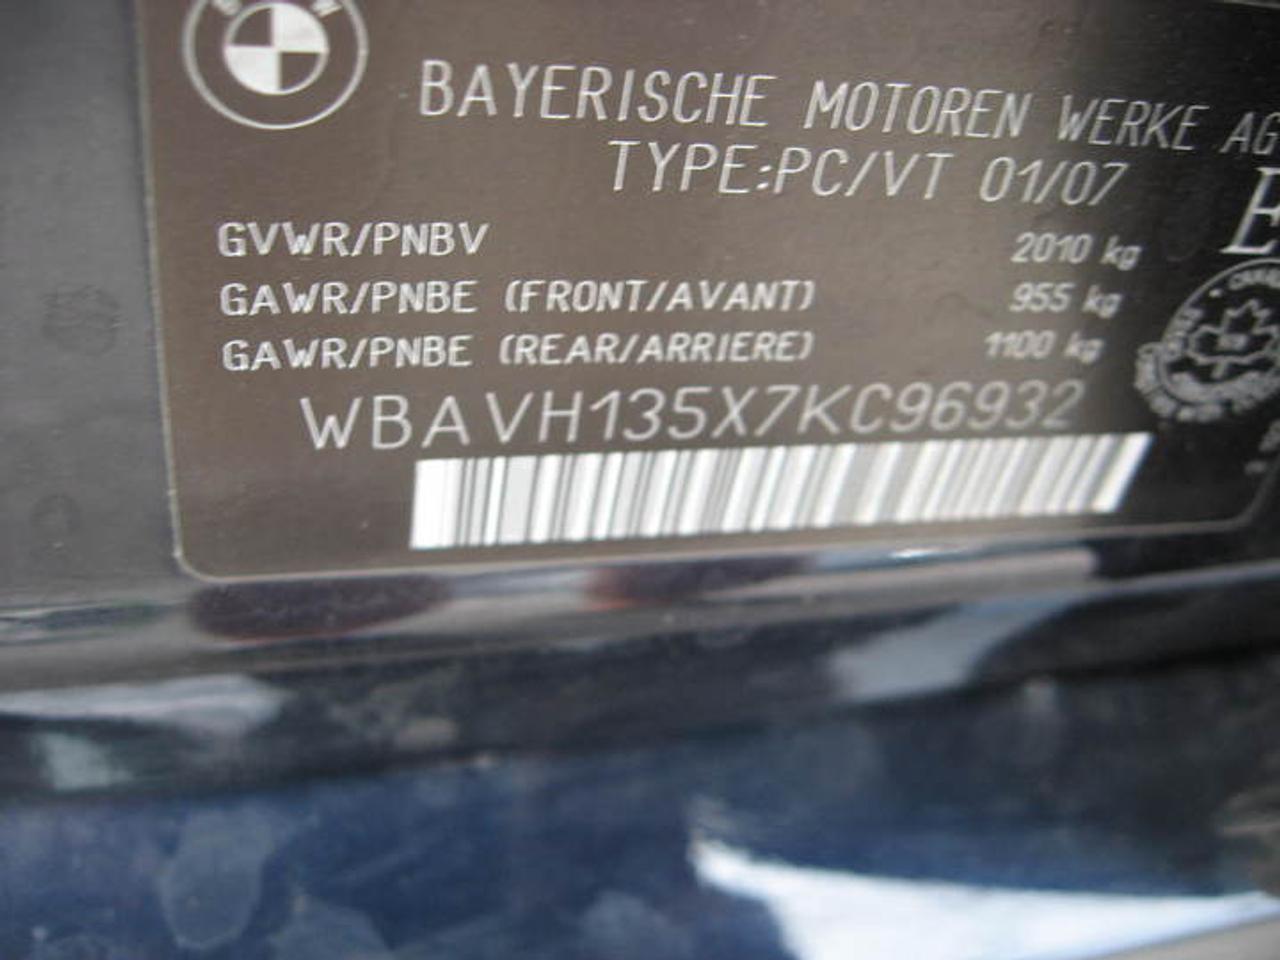 BAYERISCHE MOTOREN WERKE AG
TYPE:PC/VT 01/07
GVWR/PNBV 2010 kg
GAWR/PNBE (FRONT/AVANT) 955 kg
GAWR/PNBE (REAR/ARRIERE) 1100 kg
WBAVH135X7KC96932